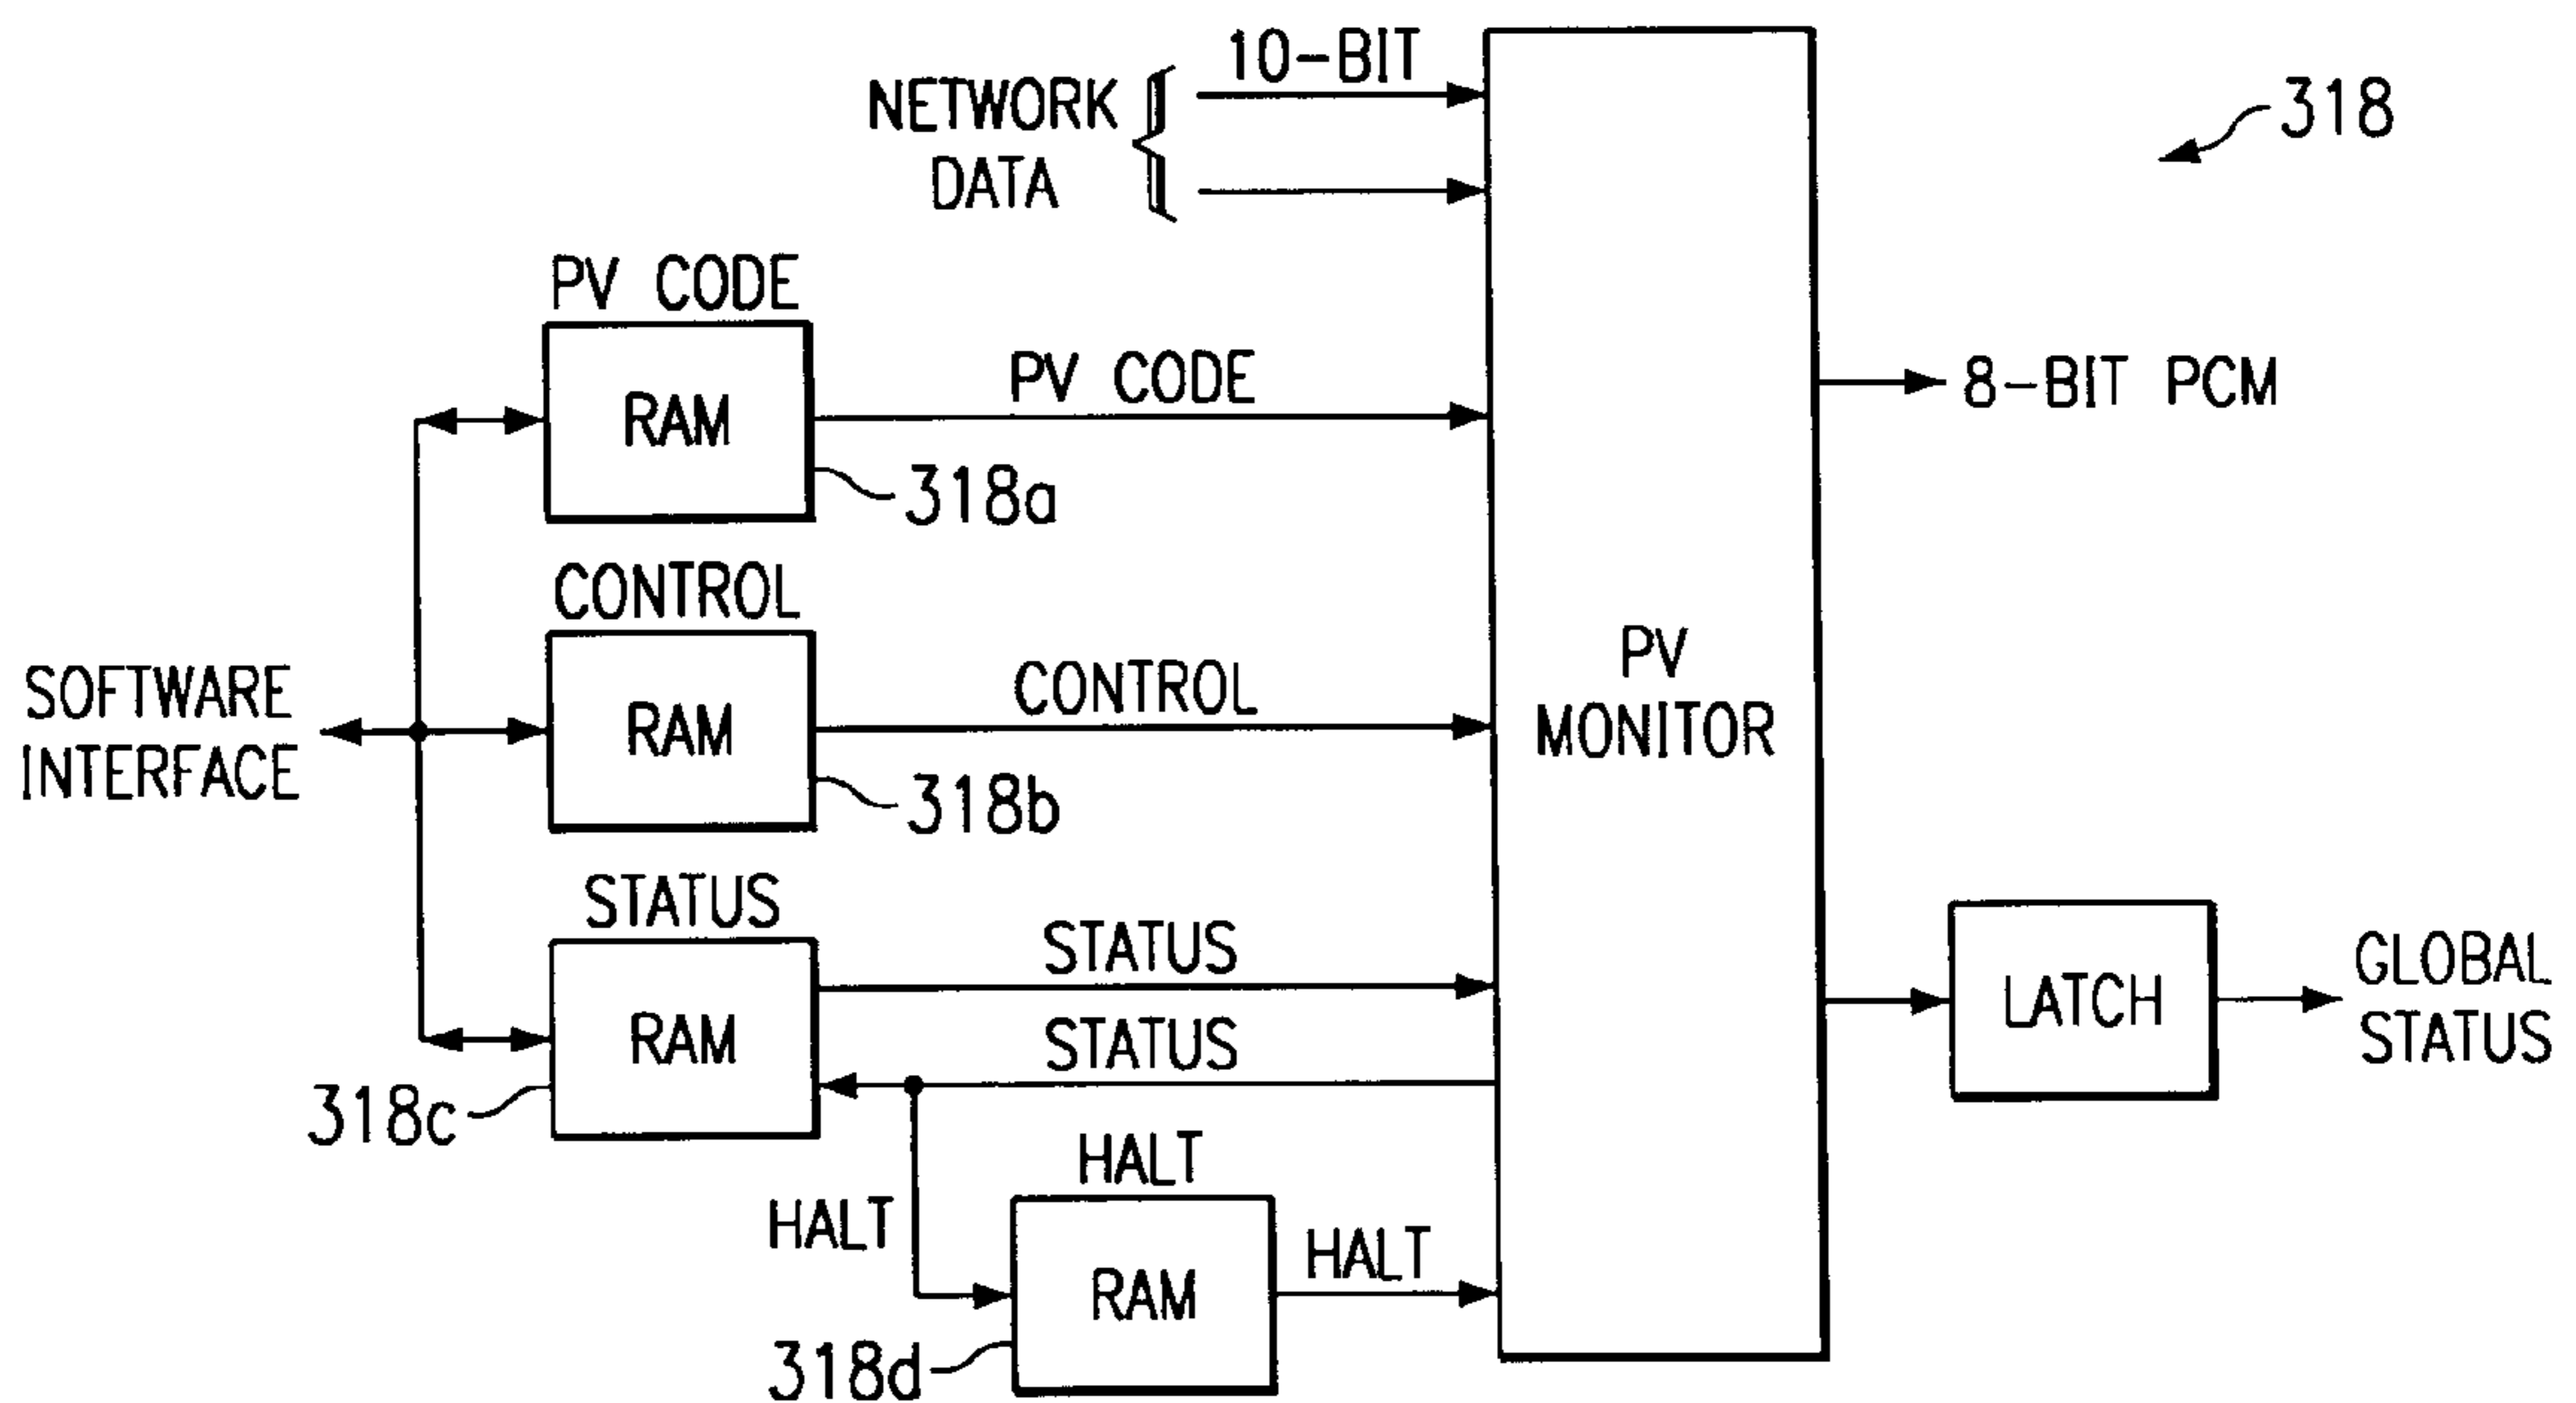 10-BIT
NETWORK
DATA
318
PV CODE
RAM
PV CODE
318a
8-BIT PCM
CONTROL
RAM
CONTROL
318b
SOFTWARE
INTERFACE
PV
MONITOR
STATUS
RAM
STATUS
STATUS
318c
LATCH
GLOBAL
STATUS
HALT
HALT
RAM
HALT
318d